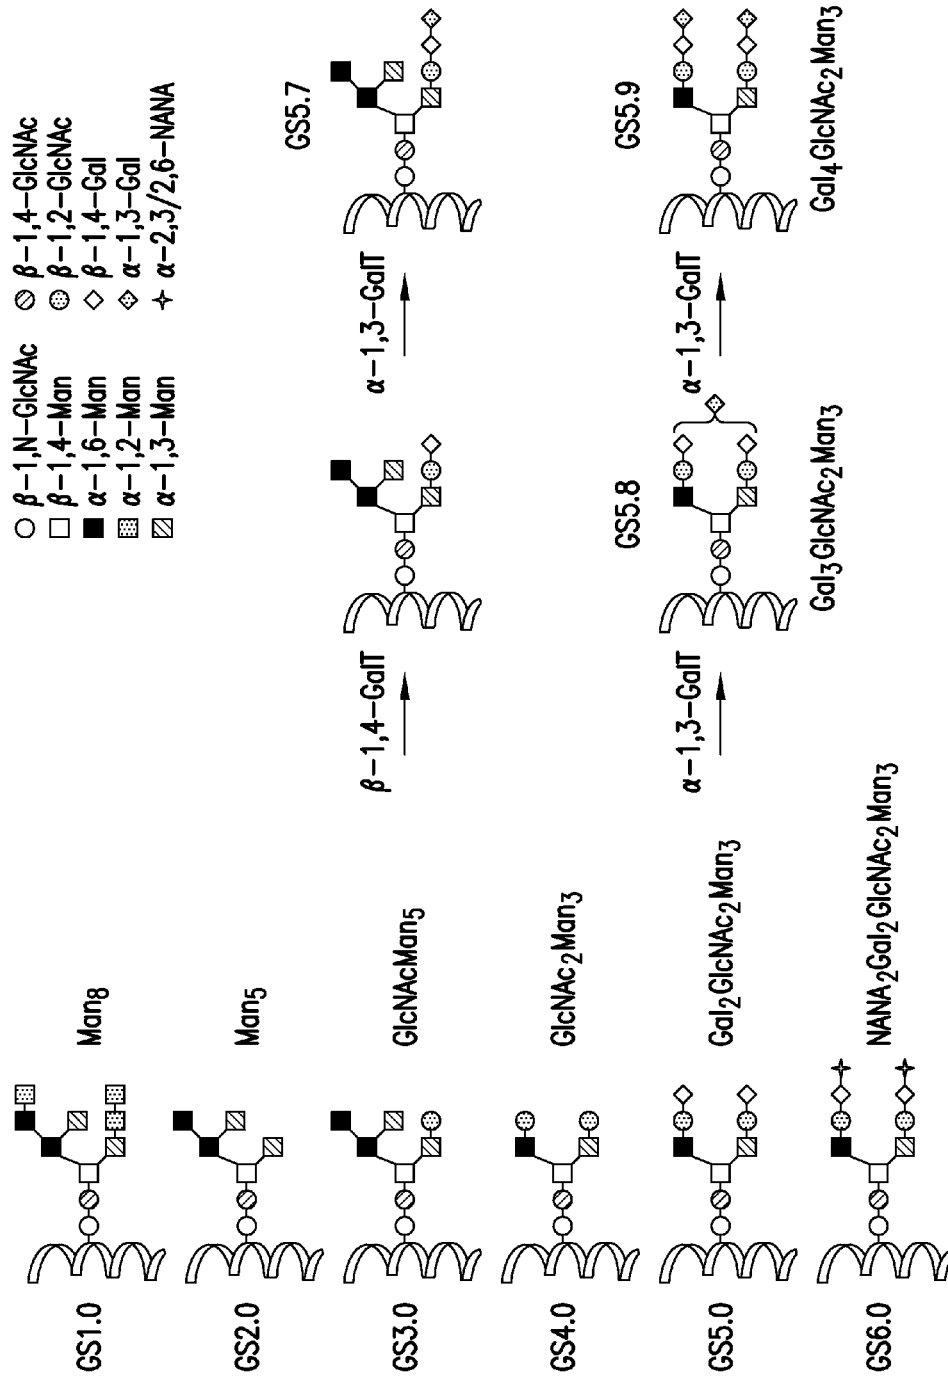 β-1,N-GlcNAc
β-1,4-Man
α-1,6-Man
α-1,2-Man
α-1,3-Man
β-1,4-GlcNAc
β-1,2-GlcNAc
β-1,4-Gal
α-1,3-Gal
α-2,3/2,6-NANA
GS1.0
Man8
GS2.0
Man5
GS3.0
GlcNAcMan5
β-1,4-GalT
α-1,3-GalT
GS5.7
GS4.0
GlcNAc2Man3
GS5.0
Gal2GlcNAc2Man3
α-1,3-GalT
GS5.8
Gal3GlcNAc2Man3
α-1,3-GalT
GS5.9
Gal4GlcNAc2Man3
GS6.0
NANA2Gal2GlcNAc2Man3